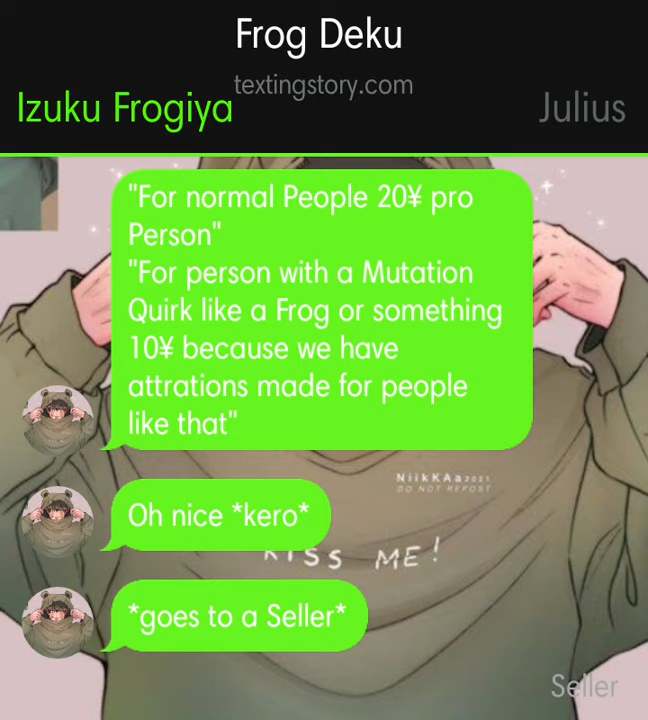 Frog Deku
textingstory.com
Izuku Frogiya
Julius
"For normal People 20¥ pro
Person"
"For person with a Mutation
Quirk like a Frog or something
10¥ because we have
attrations made for people
like that"
NiikKAa2021
DO NOT REPOST
Oh nice *kero*
KISS ME!
*goes to a Seller*
Seller